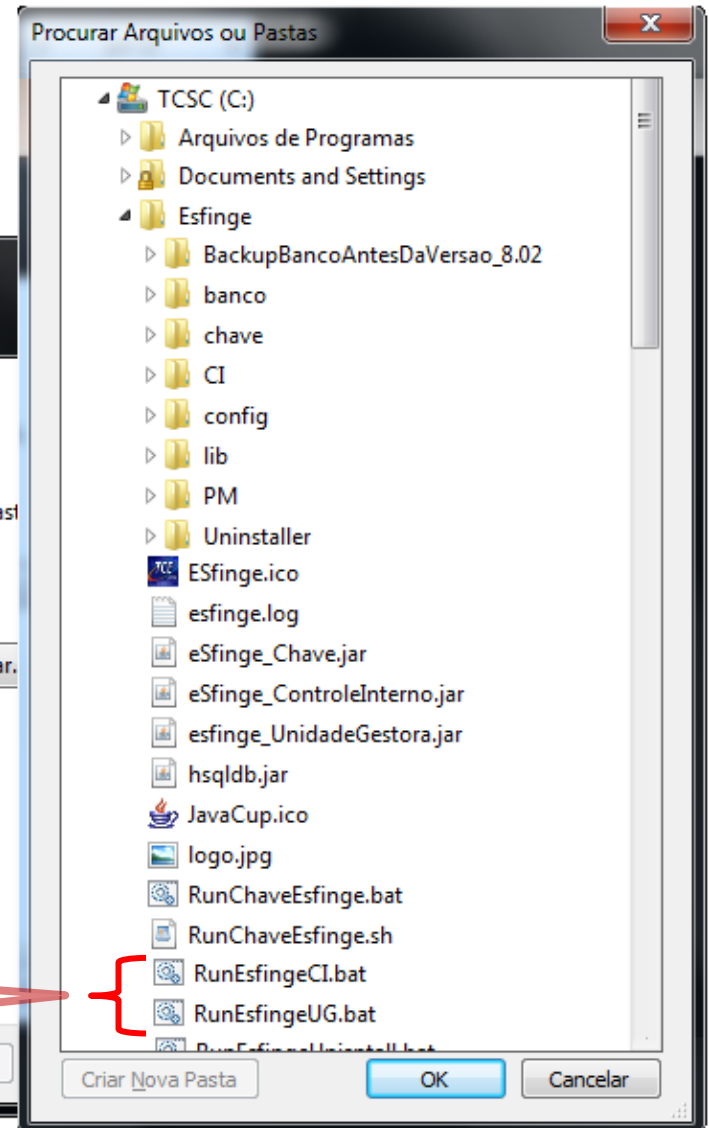 Procurar Arquivos ou Pastas
TCSC (C:)
Arquivos de Programas
Documents and Settings
Esfinge
BackupBancoAntesDaVersao_8.02
banco
chave
CI
config
lib
PM
Uninstaller
ESfinge.ico
esfinge.log
eSfinge_Chave.jar
eSfinge_ControleInterno.jar
esfinge_UnidadeGestora.jar
hsqldb.jar
JavaCup.ico
logo.jpg
RunChaveEsfinge.bat
RunChaveEsfinge.sh
RunEsfingeCI.bat
RunEsfingeUG.bat
Criar Nova Pasta
OK
Cancelar